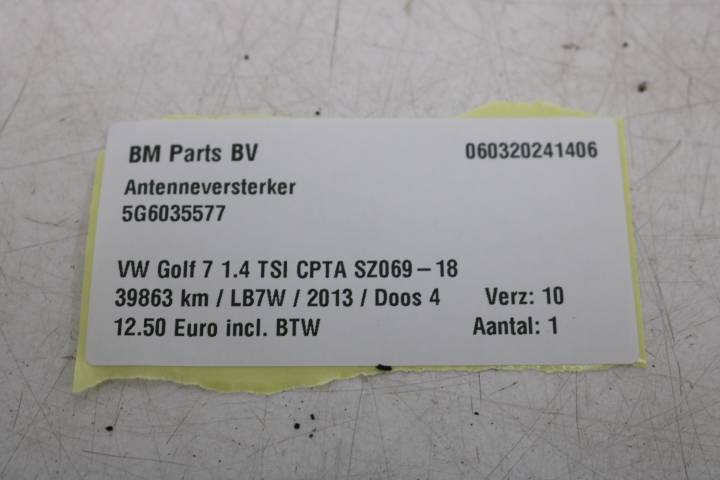 BM Parts BV 060320241406
Antenneversterker
5G6035577
VW Golf 7 1.4 TSI CPTA SZ069-18
39863 km / LB7W / 2013 / Doos 4 Verz: 10
12.50 Euro incl. BTW Aantal: 1